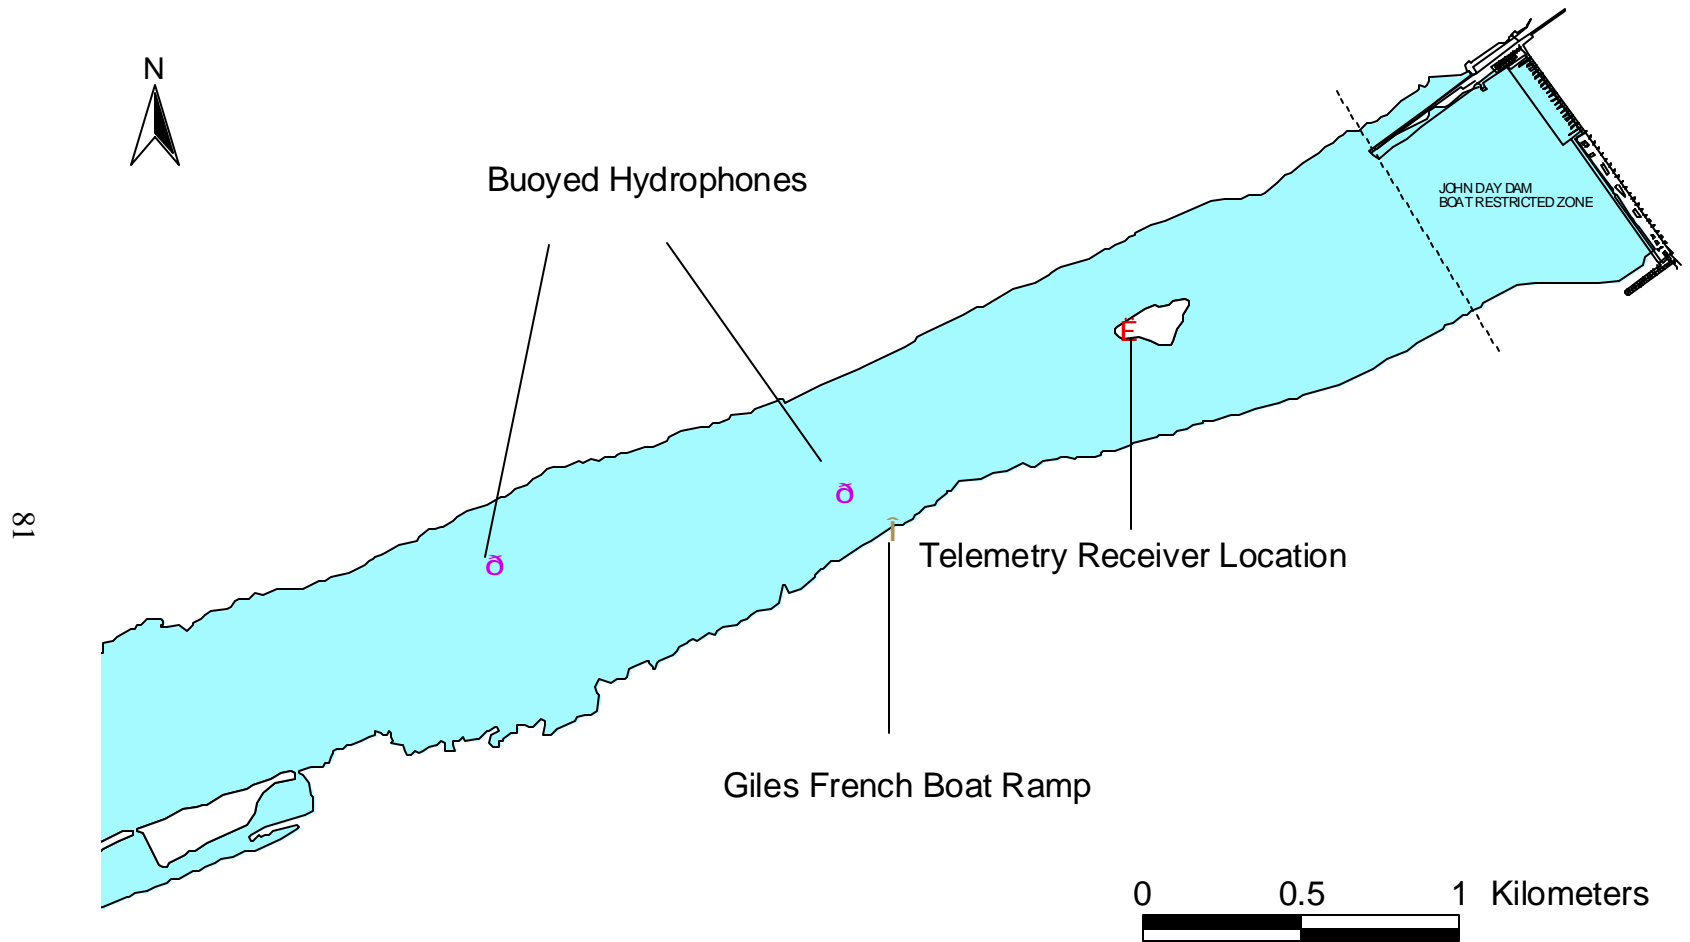 N
Buoyed Hydrophones
JOHN DAY DAM
BOAT RESTRICTED ZONE
È
ð
ð
Î
81
Telemetry Receiver Location
Giles French Boat Ramp
0 0.5 1 Kilometers